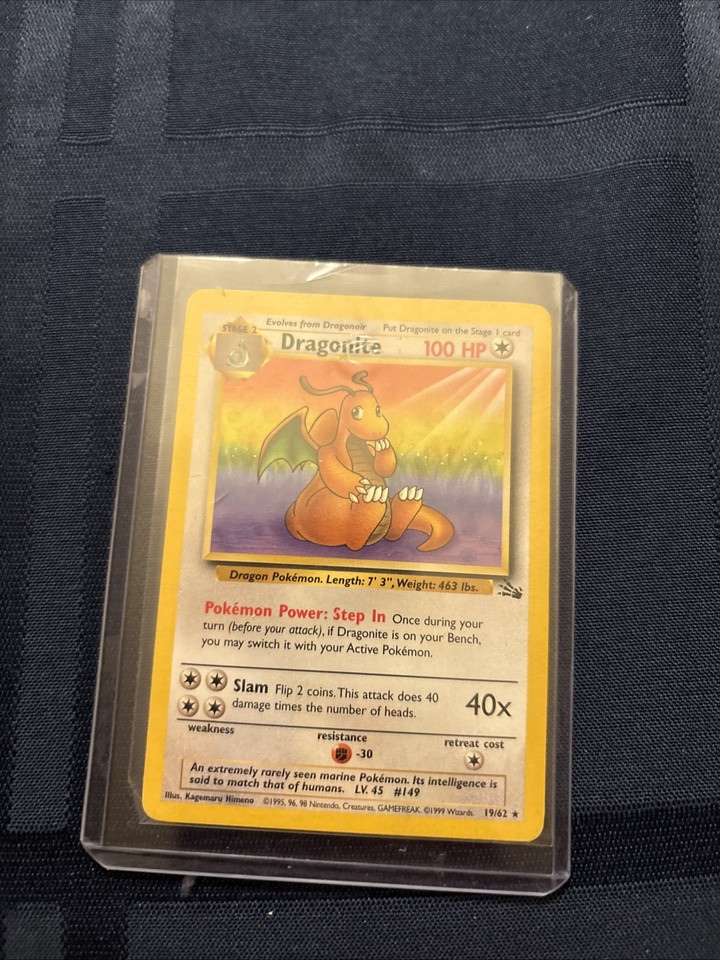 Evolves from Dragonair Put Dragonite on the Stage 1 card
STAGE 2
Dragonite 100 HP
Dragon Pokémon. Length: 7' 3", Weight: 463 lbs.
Pokémon Power: Step In Once during your
turn (before your attack), if Dragonite is on your Bench,
you may switch it with your Active Pokémon.
Slam Flip 2 coins. This attack does 40
damage times the number of heads. 40x
weakness resistance retreat cost
-30
An extremely rarely seen marine Pokémon. Its intelligence is
said to match that of humans. LV. 45 #149
Illus. Kagemaru Himeno ©1995, 96, 98 Nintendo, Creatures, GAMEFREAK. ©1999 Wizards. 19/62 ★